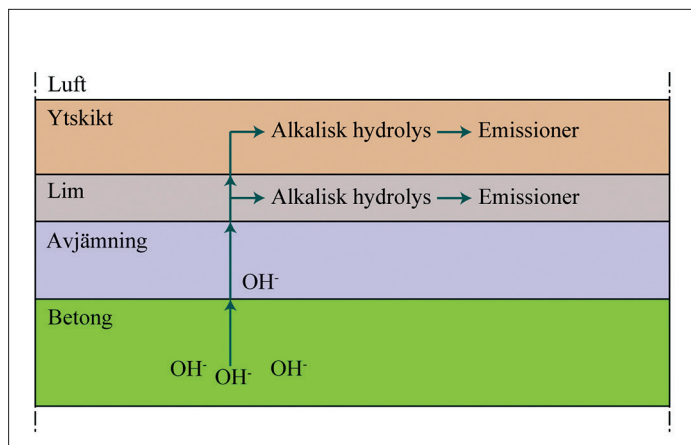 Luft
Ytskikt
Alkalisk hydrolys Emissioner
Lim
Alkalisk hydrolys Emissioner
Avjämning
OH-
Betong
OH- OH- OH-